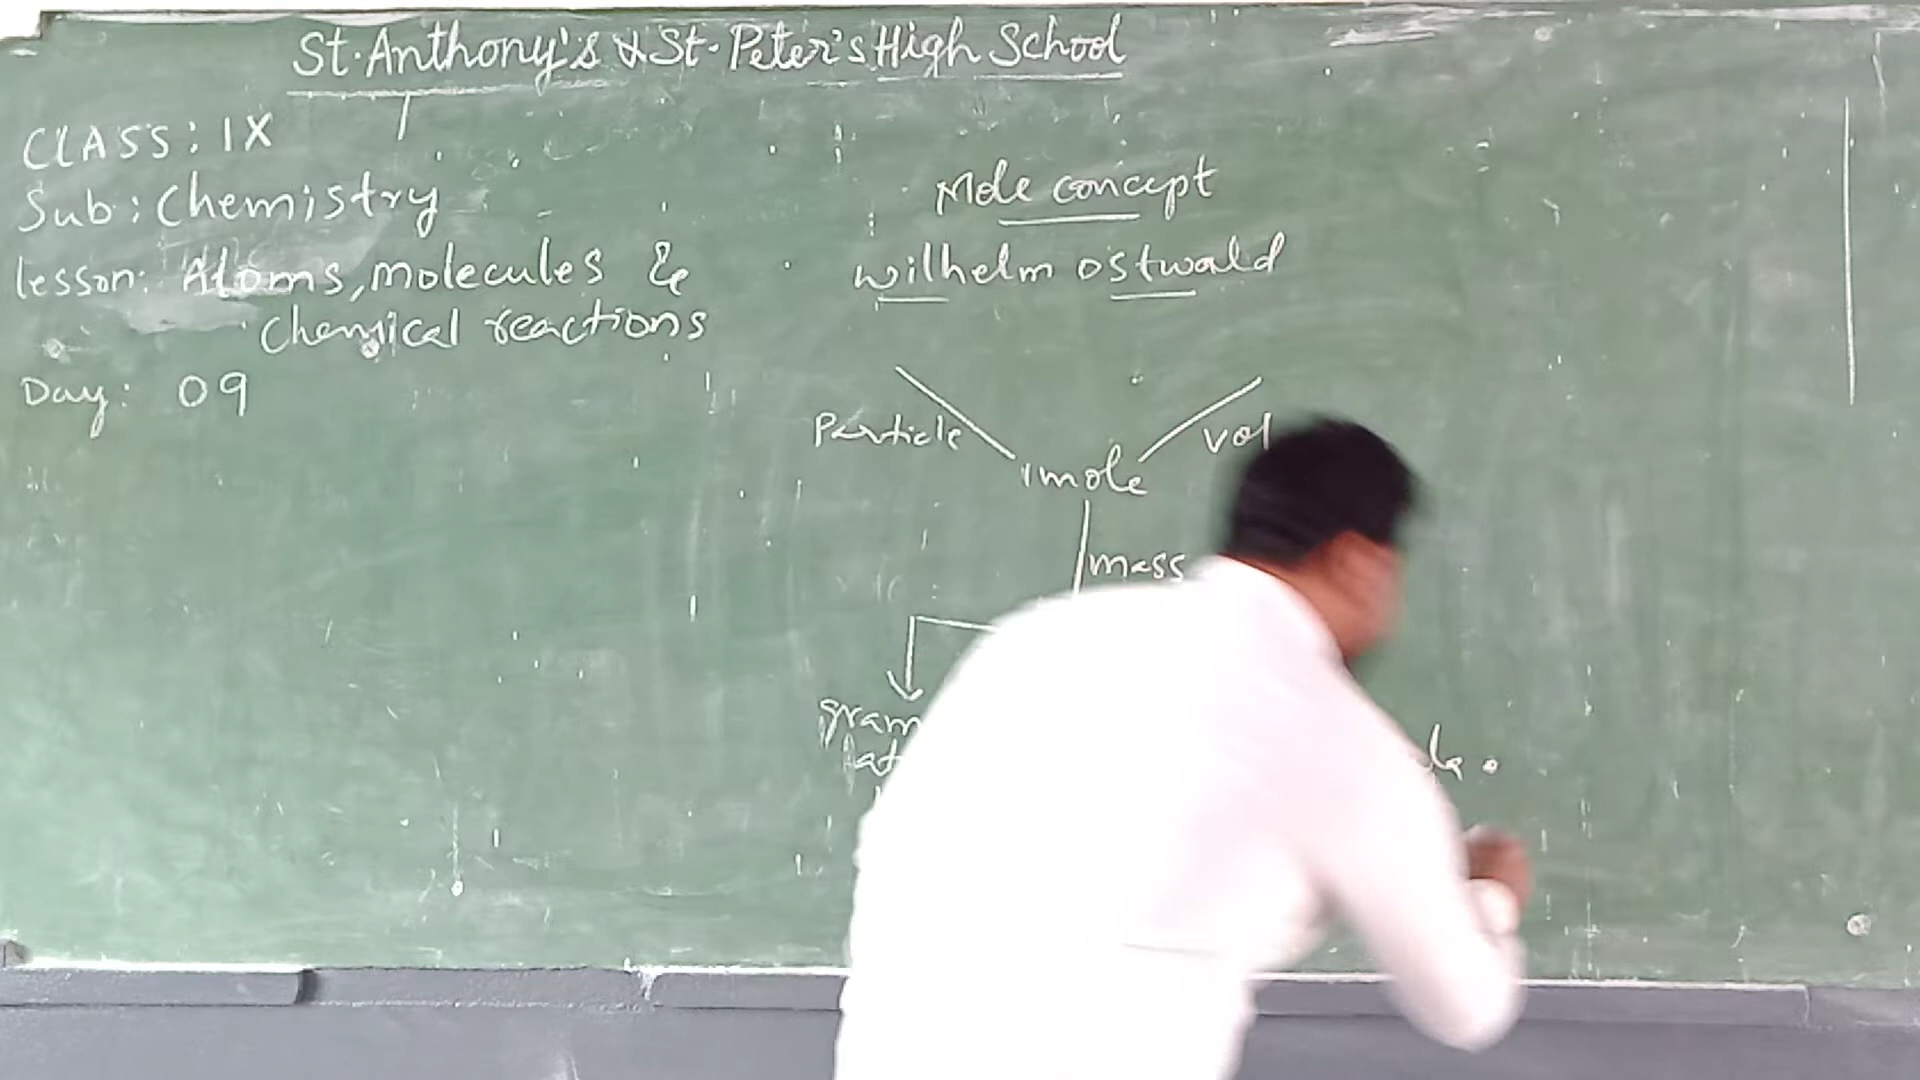 St. Anthony's & St. Peter's High School
CLASS: IX
Sub: Chemistry
lesson: Atoms, molecules &
Chemical reactions
Day: 09
Mole concept
Wilhelm Ostwald
Particle
vol
1mole
mass
gram